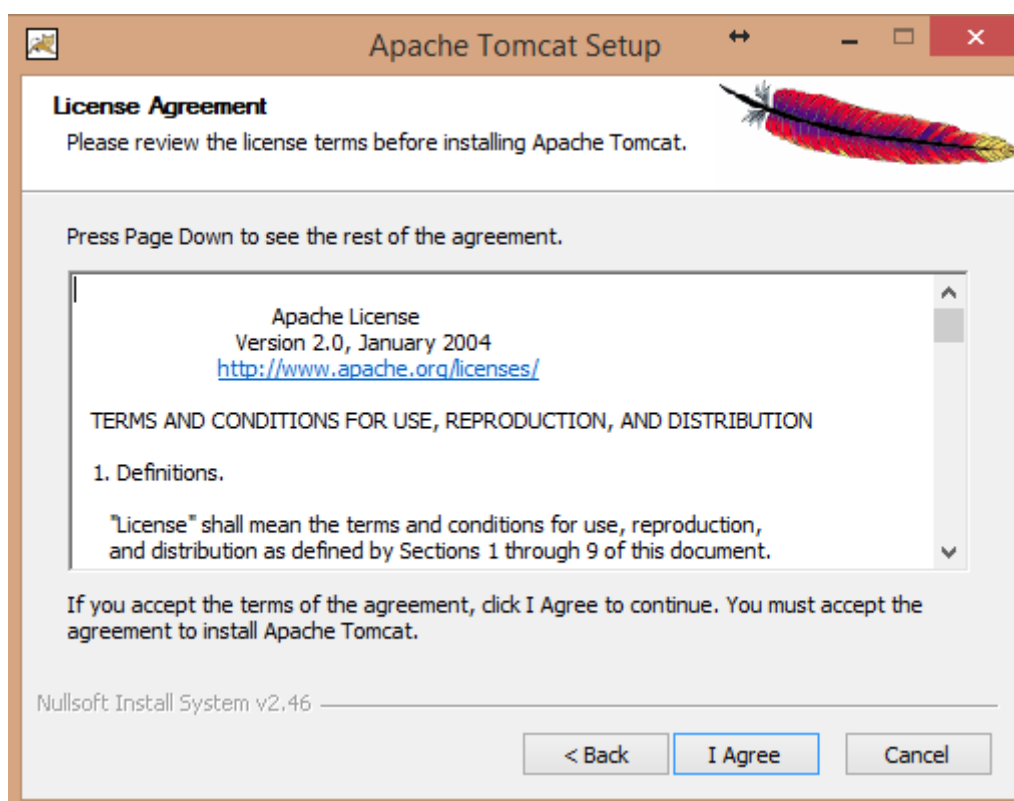 Apache Tomcat Setup
License Agreement
Please review the license terms before installing Apache Tomcat.
Press Page Down to see the rest of the agreement.
Apache License
Version 2.0, January 2004
http://www.apache.org/licenses/
TERMS AND CONDITIONS FOR USE, REPRODUCTION, AND DISTRIBUTION
1. Definitions.
"License" shall mean the terms and conditions for use, reproduction,
and distribution as defined by Sections 1 through 9 of this document.
If you accept the terms of the agreement, click I Agree to continue. You must accept the
agreement to install Apache Tomcat.
Nullsoft Install System v2.46
< Back
I Agree
Cancel